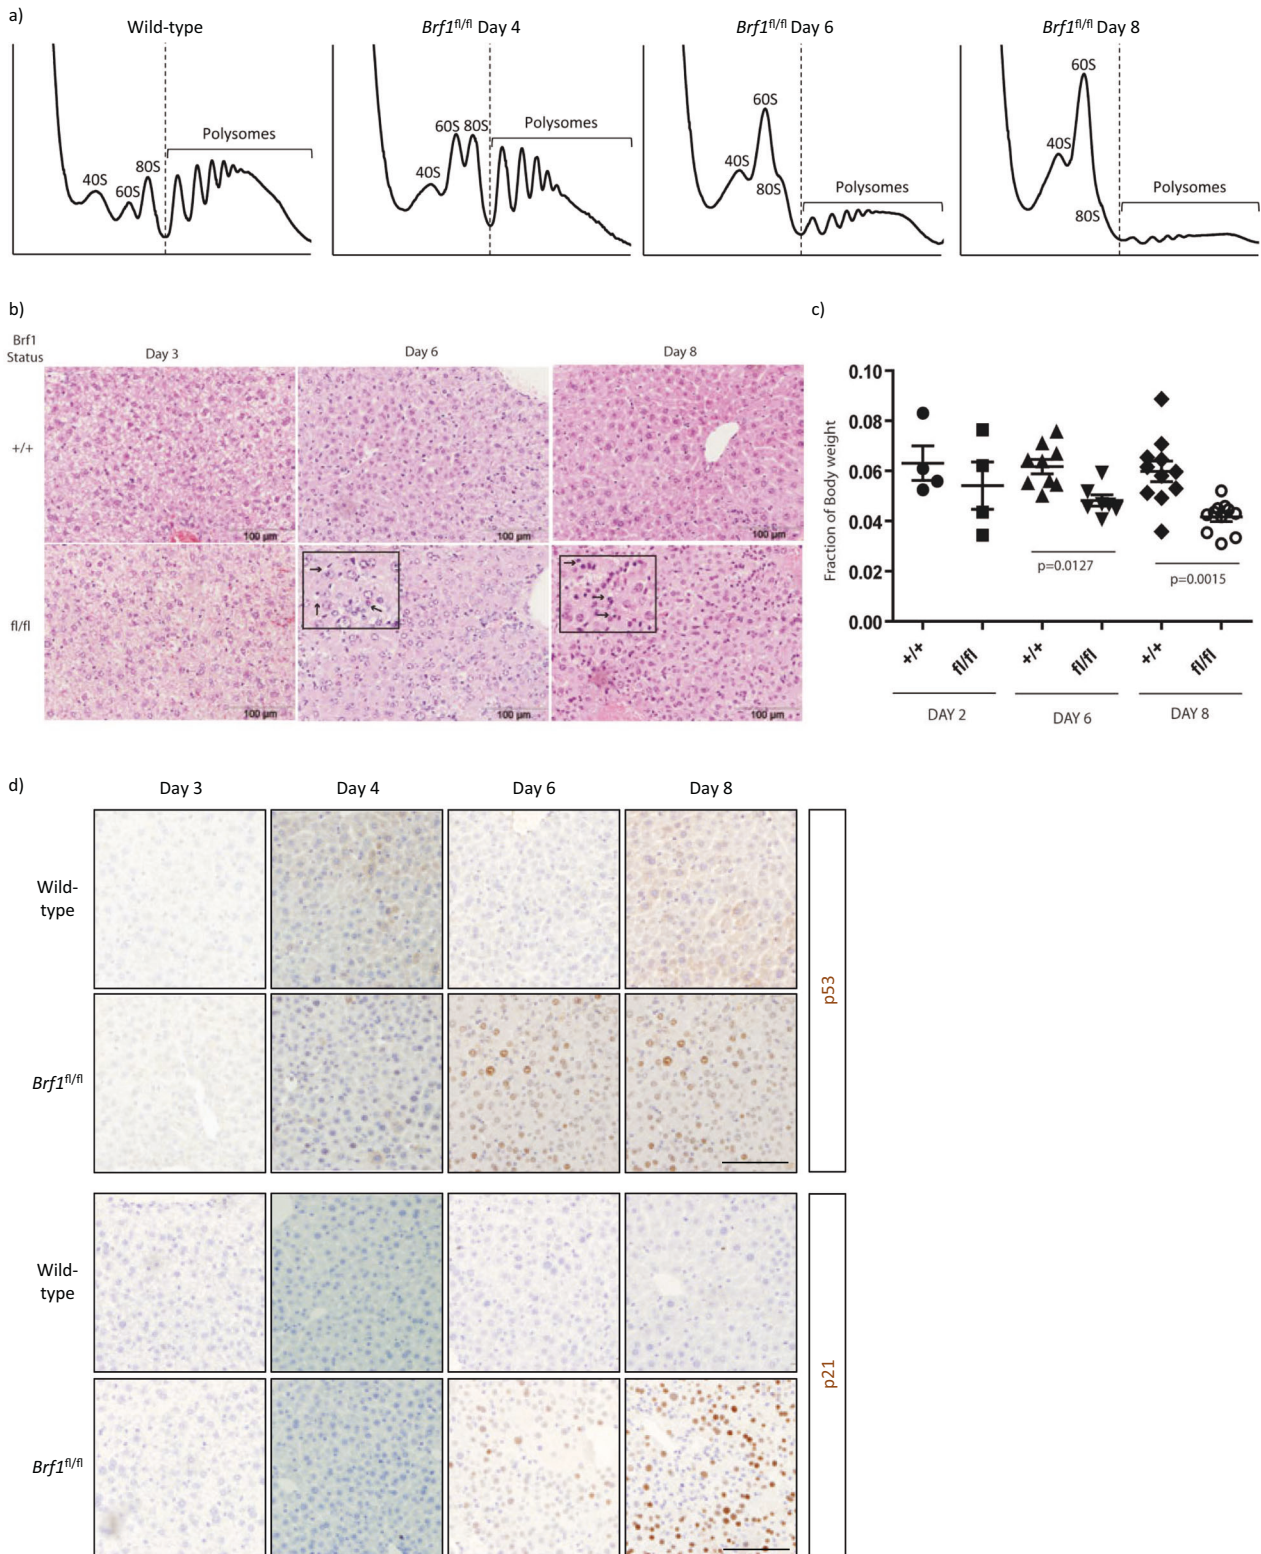 a)
Wild-type
Brf1fl/fl Day 4
Brf1fl/fl Day 6
Brf1fl/fl Day 8
40S
60S
80S
Polysomes
40S
60S
80S
Polysomes
40S
60S
80S
Polysomes
40S
60S
80S
Polysomes
b)
Brf1
Status
Day 3
Day 6
Day 8
+/+
100 µm
100 µm
100 µm
fl/fl
100 µm
100 µm
100 µm
c)
Fraction of Body weight
0.10
0.08
0.06
0.04
0.02
0.00
p=0.0127
p=0.0015
+/+
fl/fl
+/+
fl/fl
+/+
fl/fl
DAY 2
DAY 6
DAY 8
d)
Day 3
Day 4
Day 6
Day 8
Wild-
type
Brf1fl/fl
p53
Wild-
type
Brf1fl/fl
p21